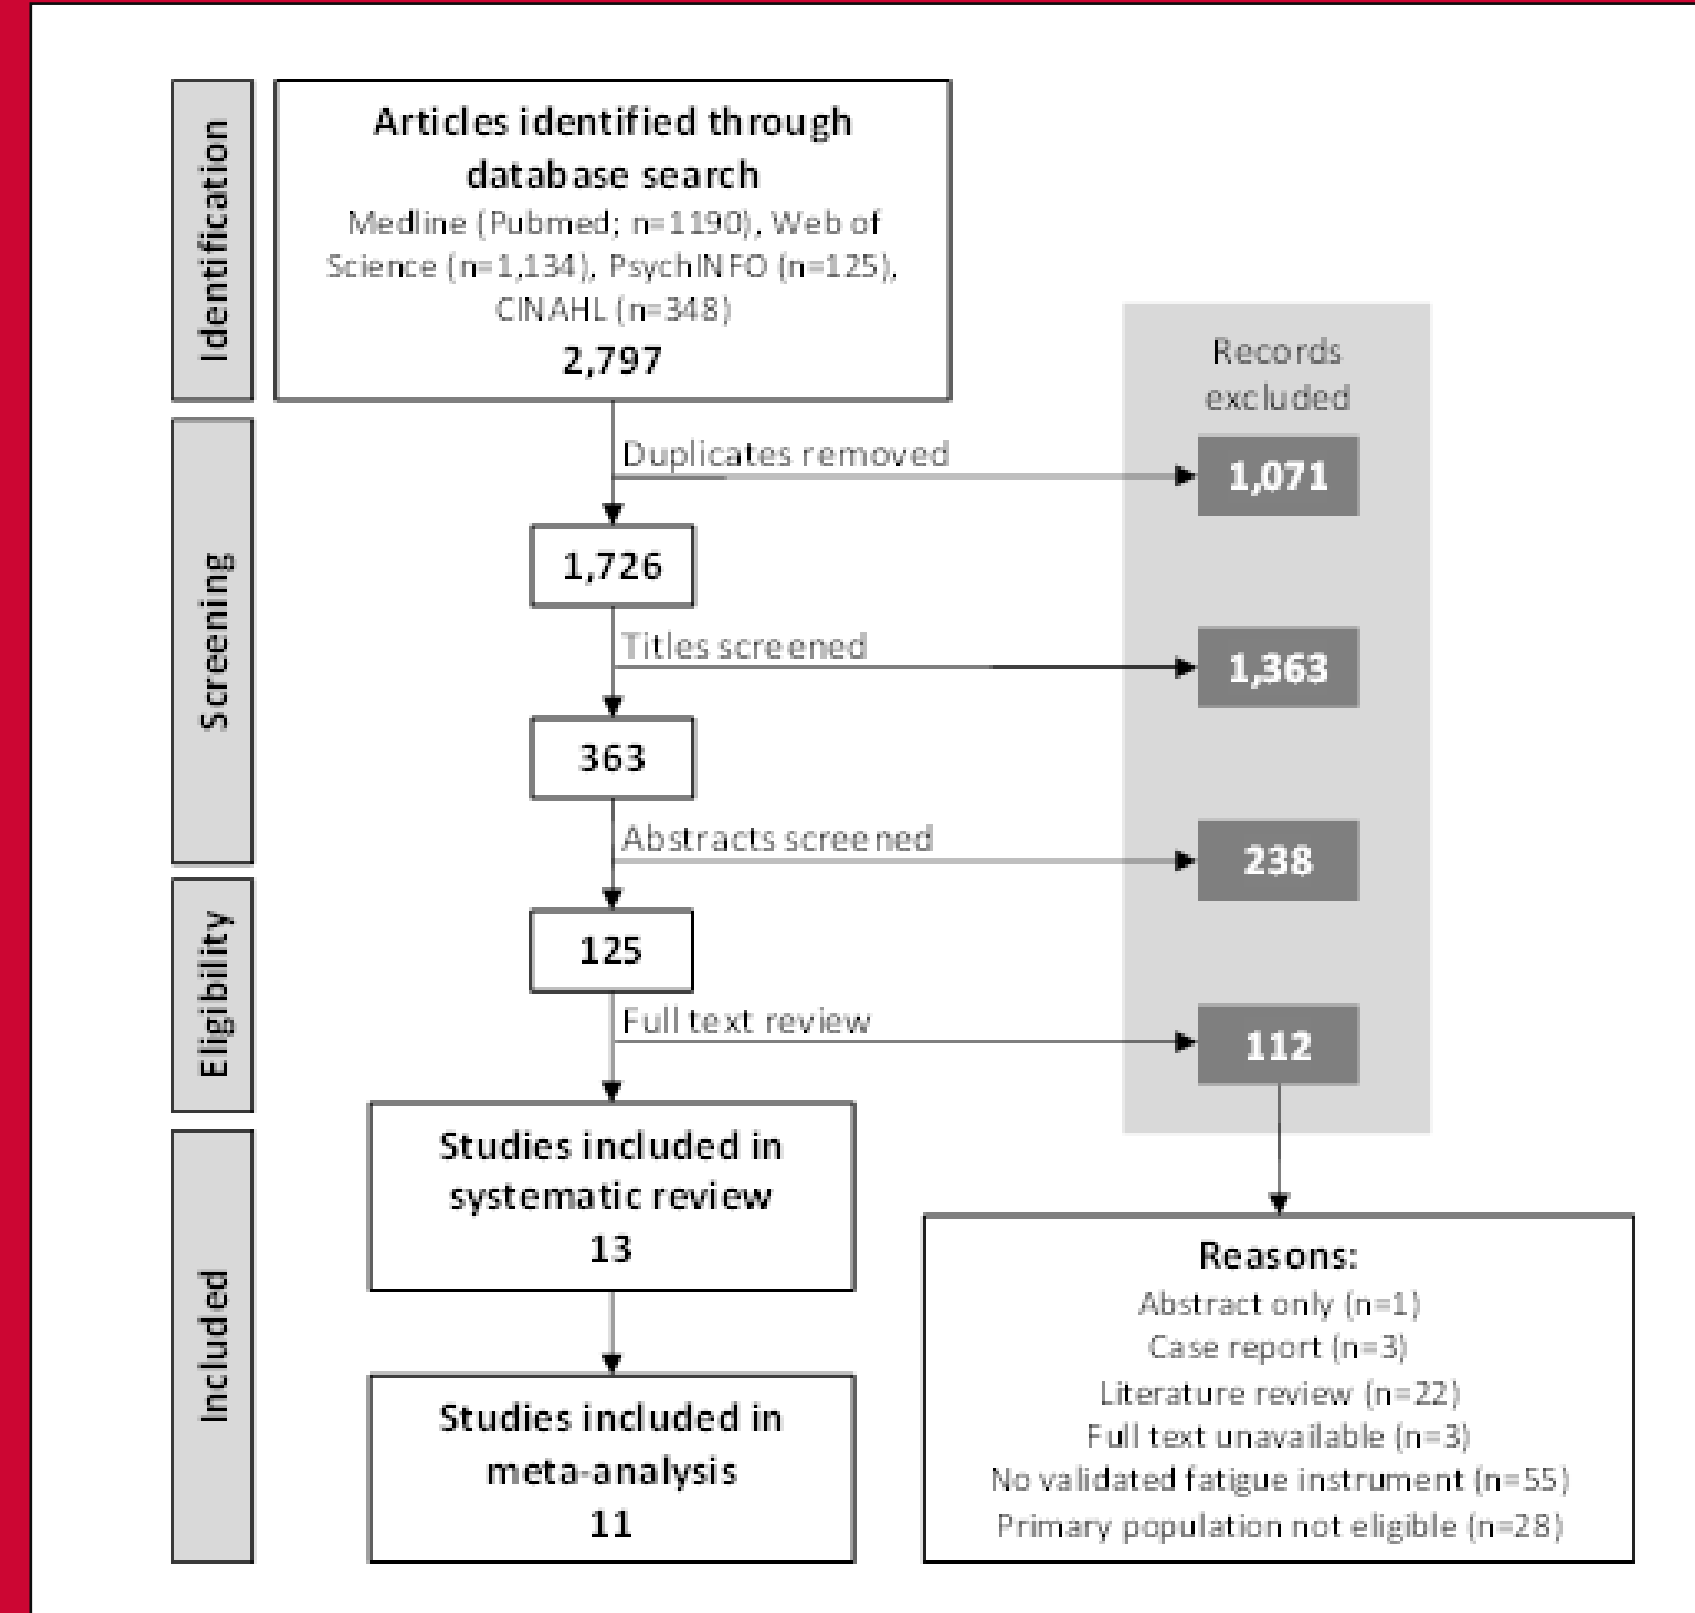 Identification
Articles identified through
database search
Medline (Pubmed; n=1190), Web of
Science (n=1,134), PsychINFO (n=125),
CINAHL (n=348)
2,797
Records
excluded
Screening
Duplicates removed
1,071
1,726
Titles screened
1,363
363
Abstracts screened
238
Eligibility
125
Full text review
112
Included
Studies included in
systematic review
13
Studies included in
meta-analysis
11
Reasons:
Abstract only (n=1)
Case report (n=3)
Literature review (n=22)
Full text unavailable (n=3)
No validated fatigue instrument (n=55)
Primary population not eligible (n=28)